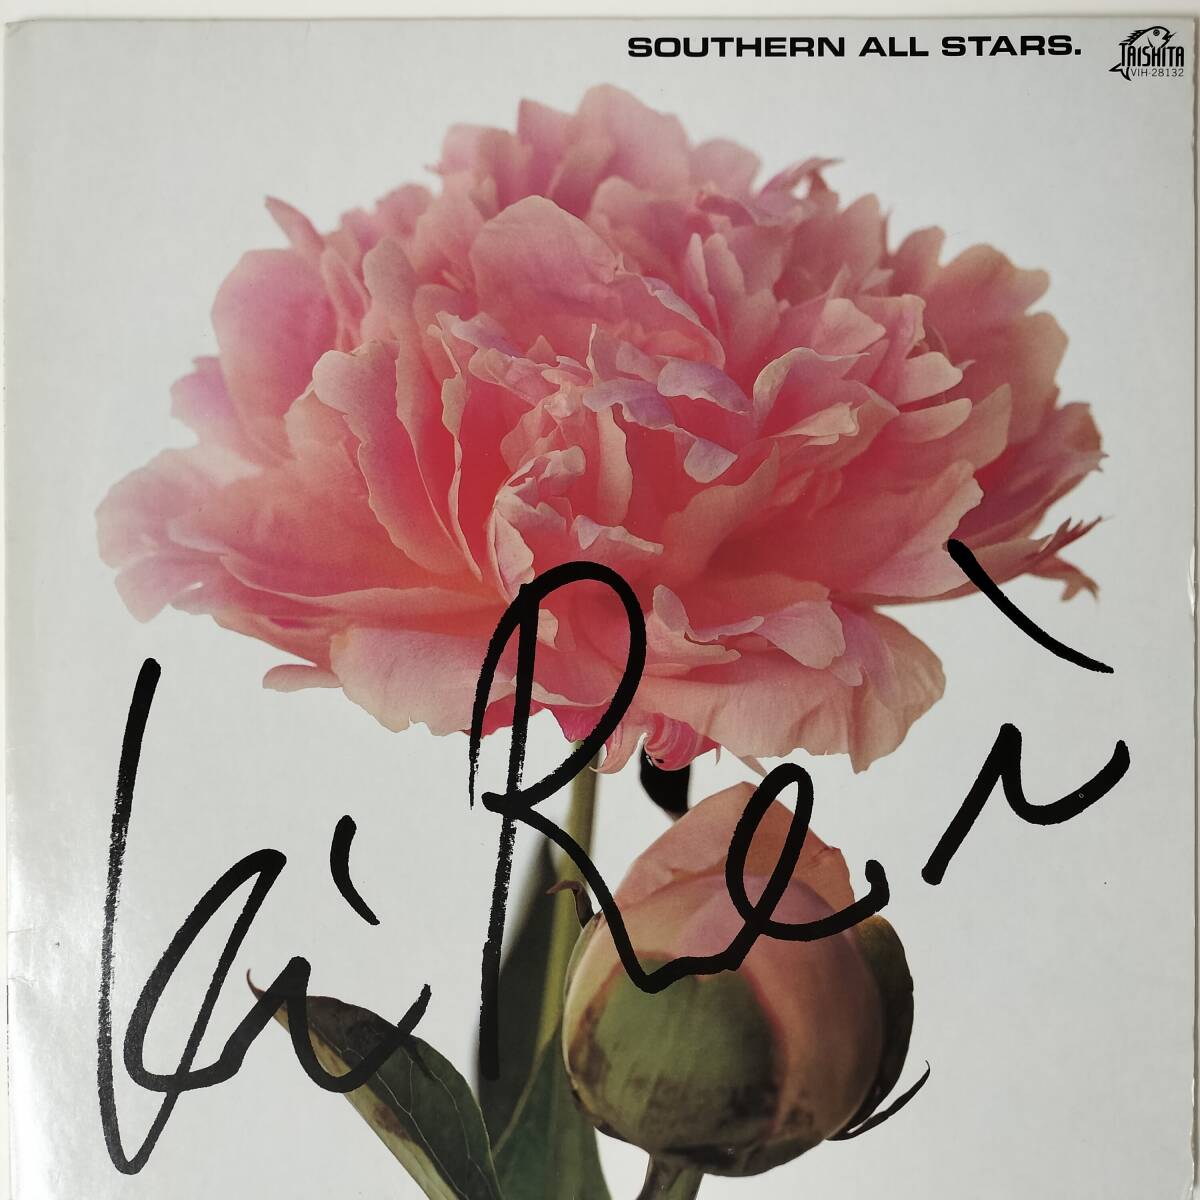 SOUTHERN ALL STARS.
TAISHITA
VIH-28132
KiRei